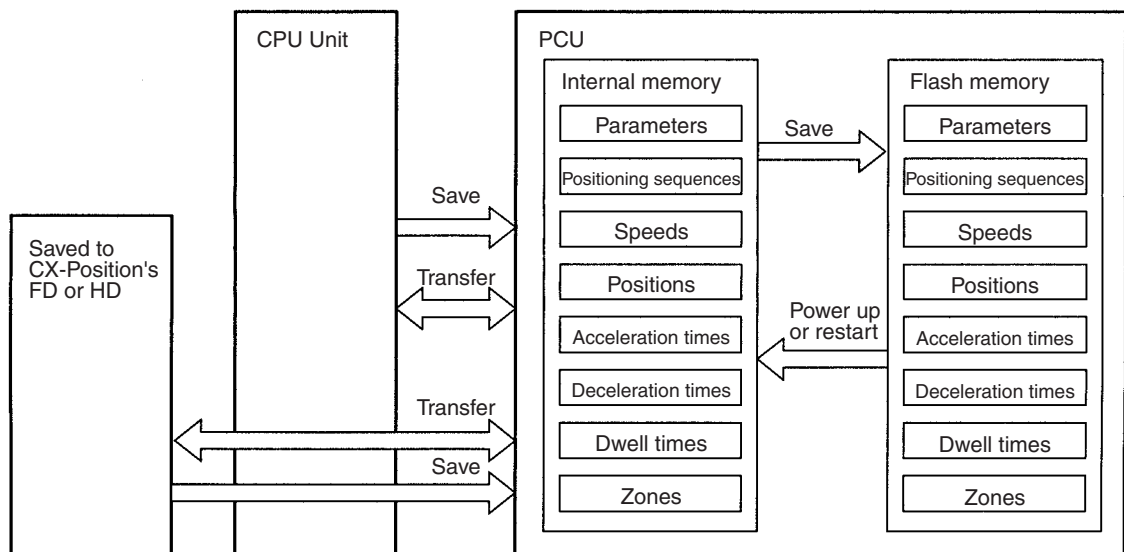 CPU Unit
PCU
Internal memory
Flash memory
Parameters
Save
Parameters
Positioning sequences
Positioning sequences
Save
Speeds
Speeds
Saved to
CX-Position's
FD or HD
Transfer
Positions
Positions
Power up
or restart
Acceleration times
Acceleration times
Deceleration times
Deceleration times
Transfer
Dwell times
Dwell times
Save
Zones
Zones